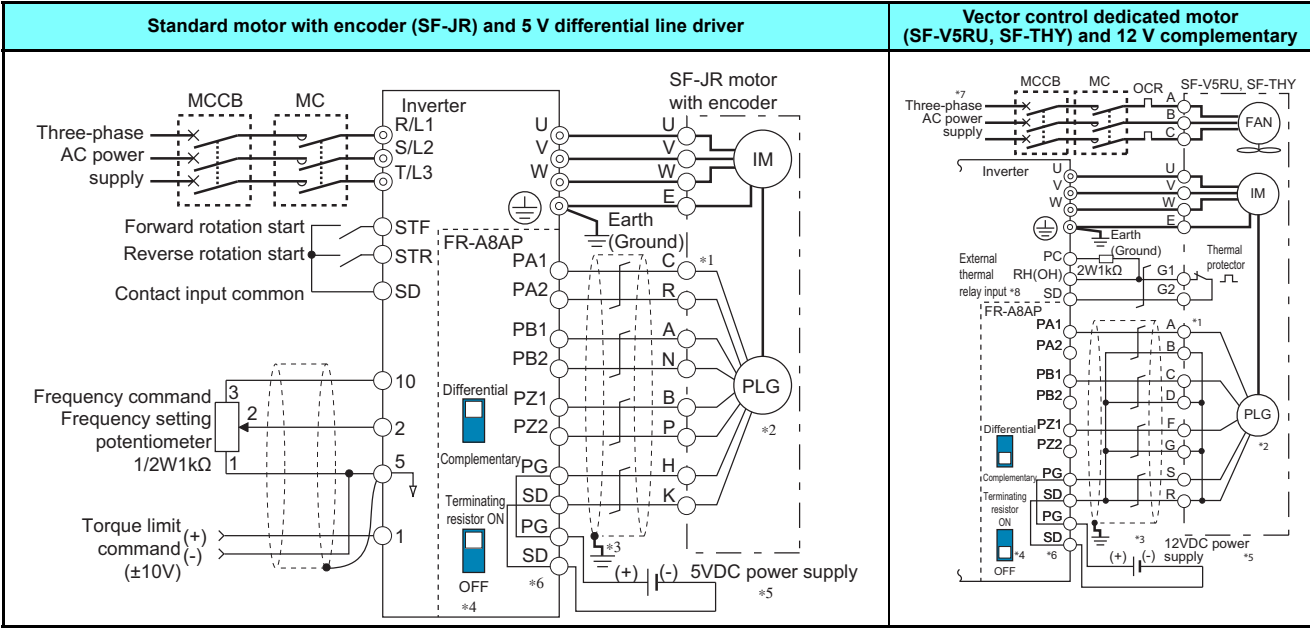 Standard motor with encoder (SF-JR) and 5 V differential line driver
Vector control dedicated motor
(SF-V5RU, SF-THY) and 12 V complementary
SF-JR motor
with encoder
MCCB
MC
Inverter
Three-phase
AC power
supply
R/L1
S/L2
T/L3
U
V
W
U
V
W
E
IM
Earth
(Ground)
Forward rotation start
Reverse rotation start
Contact input common
STF
STR
SD
FR-A8AP
PA1
PA2
PB1
PB2
PZ1
PZ2
PG
SD
PG
SD
C
*1
R
A
N
B
P
H
K
PLG
*2
Differential
Complementary
Terminating
resistor ON
OFF
*4
*3
*6
(+)
(-)
5VDC power supply
*5
Frequency command
Frequency setting
potentiometer
1/2W1kΩ
3
2
1
10
2
5
1
Torque limit
command
(±10V)
(+)
(-)
MCCB
MC
OCR
SF-V5RU, SF-THY
*7
Three-phase
AC power
supply
A
B
C
FAN
Inverter
U
V
W
U
V
W
E
IM
Earth
(Ground)
Thermal
protector
External
thermal
relay input *8
PC
RH(OH)
SD
2W1kΩ
G1
G2
FR-A8AP
PA1
PA2
PB1
PB2
PZ1
PZ2
PG
SD
PG
SD
A
*1
B
C
D
F
G
S
R
PLG
*2
Differential
Complementary
Terminating
resistor
ON
*4
OFF
*6
*3
(+)
(-)
12VDC power
supply
*5